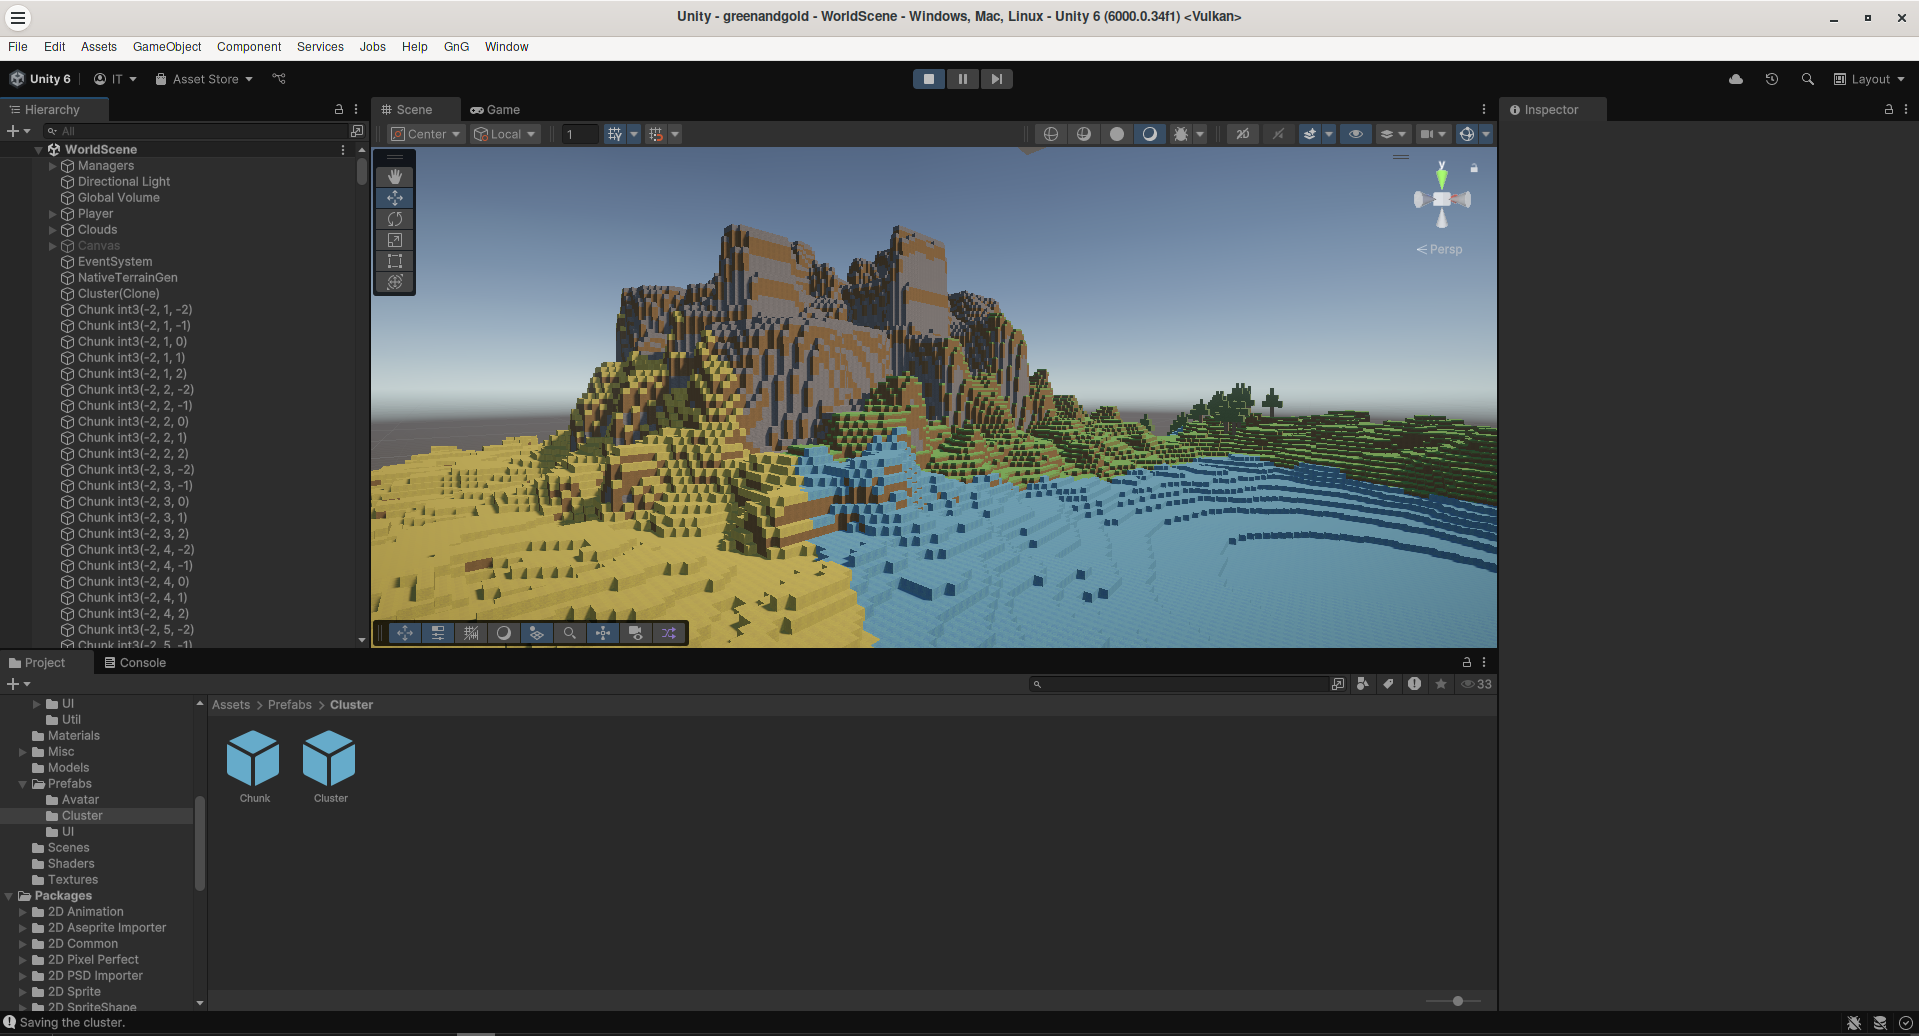 Unity - greenandgold - WorldScene - Windows, Mac, Linux - Unity 6 (6000.0.34f1) <Vulkan>
File Edit Assets GameObject Component Services Jobs Help GnG Window
Unity 6 IT Asset Store Layout
Hierarchy
All
WorldScene
Managers
Directional Light
Global Volume
Player
Clouds
Canvas
EventSystem
NativeTerrainGen
Cluster(Clone)
Chunk int3(-2, 1, -2)
Chunk int3(-2, 1, -1)
Chunk int3(-2, 1, 0)
Chunk int3(-2, 1, 1)
Chunk int3(-2, 1, 2)
Chunk int3(-2, 2, -2)
Chunk int3(-2, 2, -1)
Chunk int3(-2, 2, 0)
Chunk int3(-2, 2, 1)
Chunk int3(-2, 2, 2)
Chunk int3(-2, 3, -2)
Chunk int3(-2, 3, -1)
Chunk int3(-2, 3, 0)
Chunk int3(-2, 3, 1)
Chunk int3(-2, 3, 2)
Chunk int3(-2, 4, -2)
Chunk int3(-2, 4, -1)
Chunk int3(-2, 4, 0)
Chunk int3(-2, 4, 1)
Chunk int3(-2, 4, 2)
Chunk int3(-2, 5, -2)
Chunk int3(-2, 5, -1)
Scene Game
Center Local 1 2D
y
Persp
Inspector
Project Console
33
UI
Util
Materials
Misc
Models
Prefabs
Avatar
Cluster
UI
Scenes
Shaders
Textures
Packages
2D Animation
2D Aseprite Importer
2D Common
2D Pixel Perfect
2D PSD Importer
2D Sprite
2D SpriteShape
Assets > Prefabs > Cluster
Chunk Cluster
Saving the cluster.